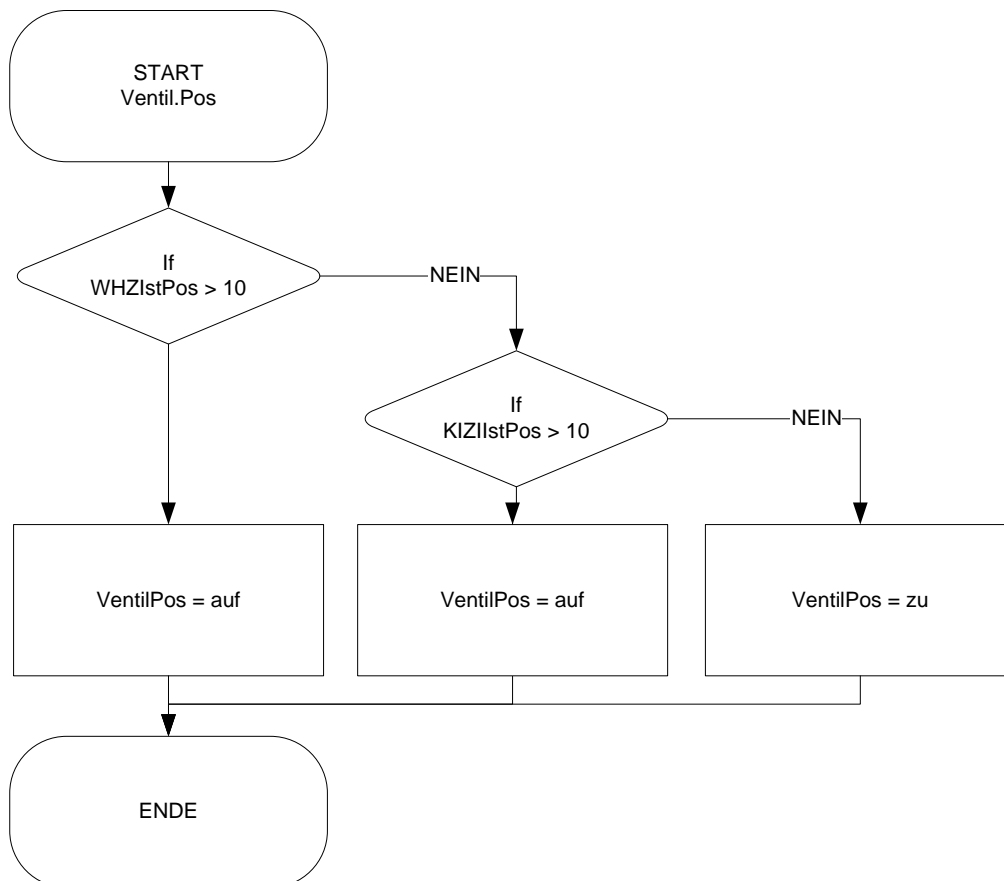 START
Ventil.Pos
If
WHZIstPos > 10
NEIN
If
KIZIIstPos > 10
NEIN
VentilPos = auf
VentilPos = auf
VentilPos = zu
ENDE